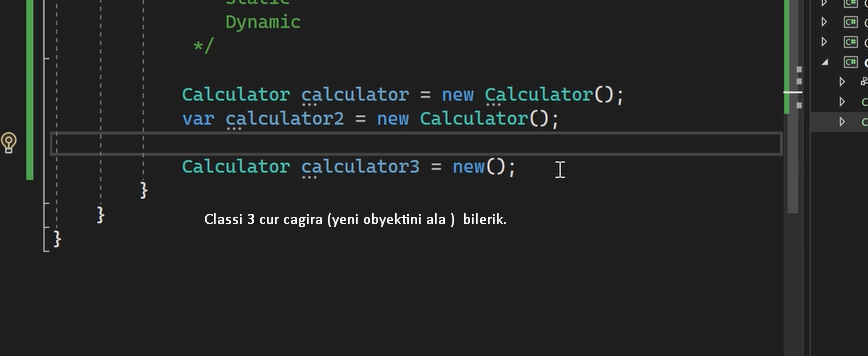 Static
Dynamic
*/
Calculator calculator = new Calculator();
var calculator2 = new Calculator();
Calculator calculator3 = new();
}
}
Classi 3 cur cagira (yeni obyektini ala )  bilerik.
}
C#
C#
C#
C#